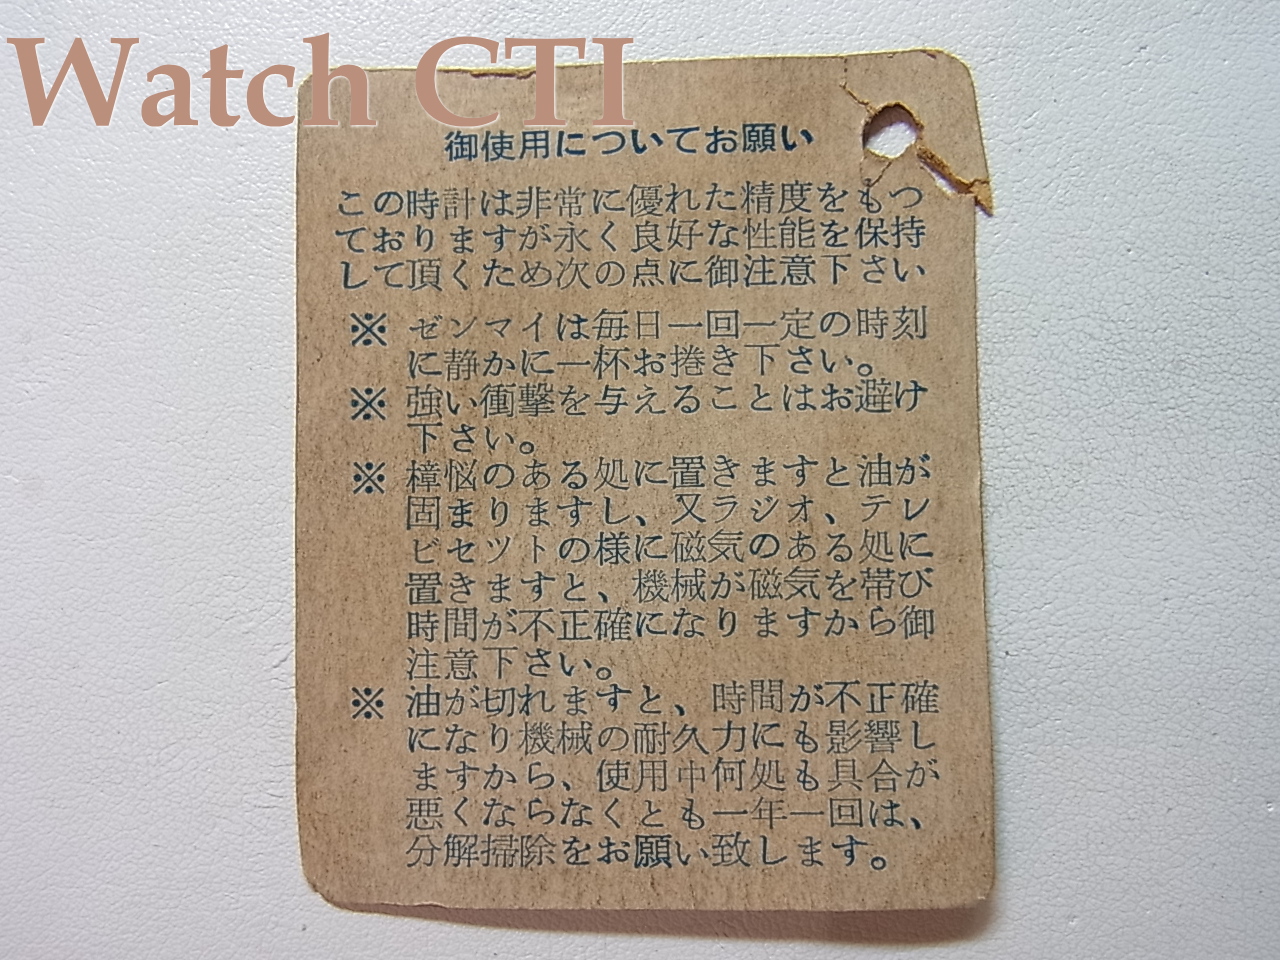 Watch CTI
御使用についてお願い
この時計は非常に優れた精度をもつ
ておりますが永く良好な性能を保持
して頂くため次の点に御注意下さい
※ ゼンマイは毎日一回一定の時刻
に静かに一杯お捲き下さい。
※ 強い衝撃を与えることはお避け
下さい。
※ 樟悩のある処に置きますと油が
固まりますし、又ラジオ、テレ
ビセツトの様に磁気のある処に
置きますと、機械が磁気を帯び
時間が不正確になりますから御
注意下さい。
※ 油が切れますと、時間が不正確
になり機械の耐久力にも影響し
ますから、使用中何処も具合が
悪くならなくとも一年一回は、
分解掃除をお願い致します。